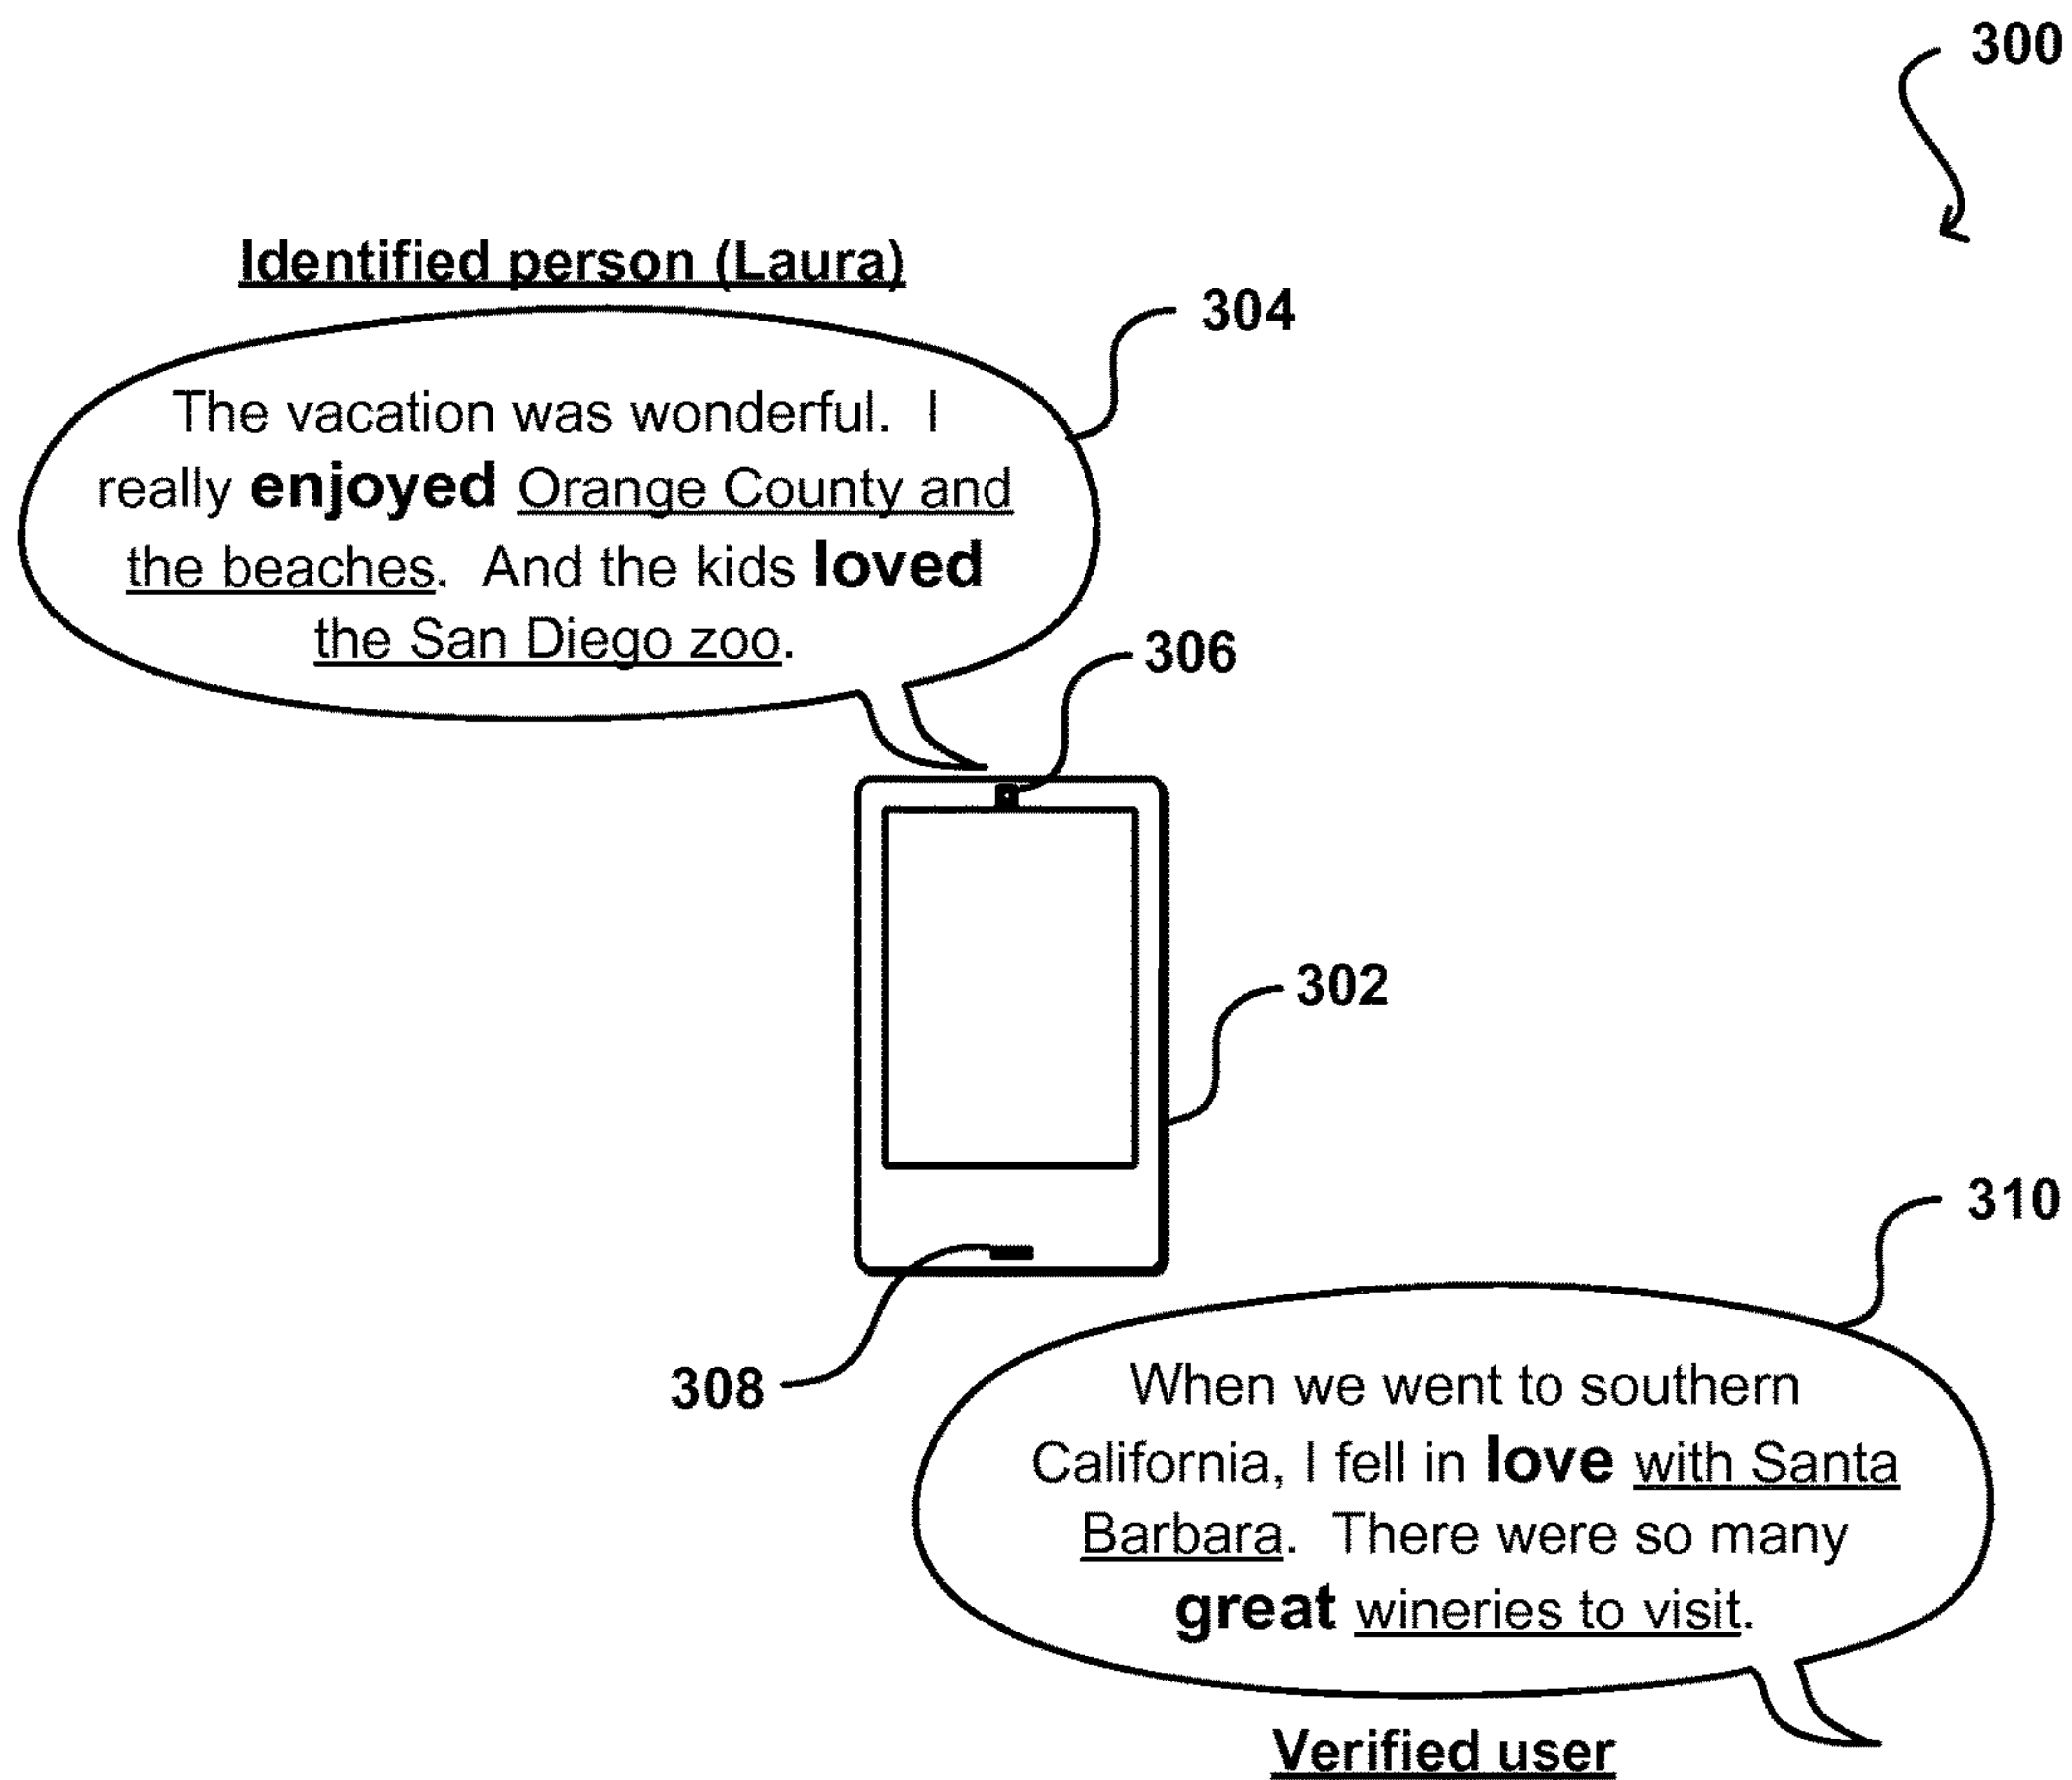 300
Identified person (Laura)
304
The vacation was wonderful. I
really enjoyed Orange County and
the beaches. And the kids loved
the San Diego zoo.
306
302
310
308
When we went to southern
California, I fell in love with Santa
Barbara. There were so many
great wineries to visit.
Verified user